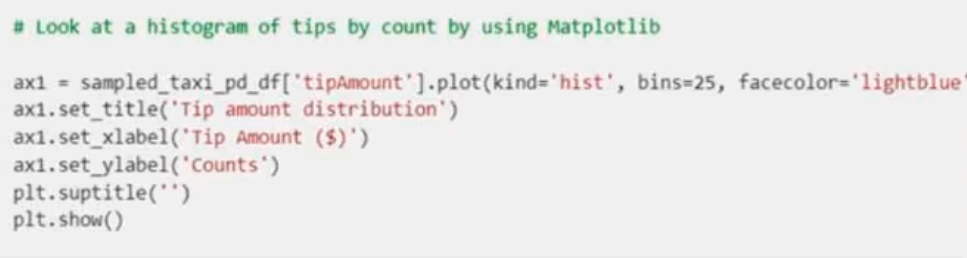 # Look at a histogram of tips by count by using Matplotlib
ax1 = sampled_taxi_pd_df['tipAmount'].plot(kind='hist', bins=25, facecolor='lightblue'
ax1.set_title('Tip amount distribution')
ax1.set_xlabel('Tip Amount ($)')
ax1.set_ylabel('Counts')
plt.suptitle('')
plt.show()